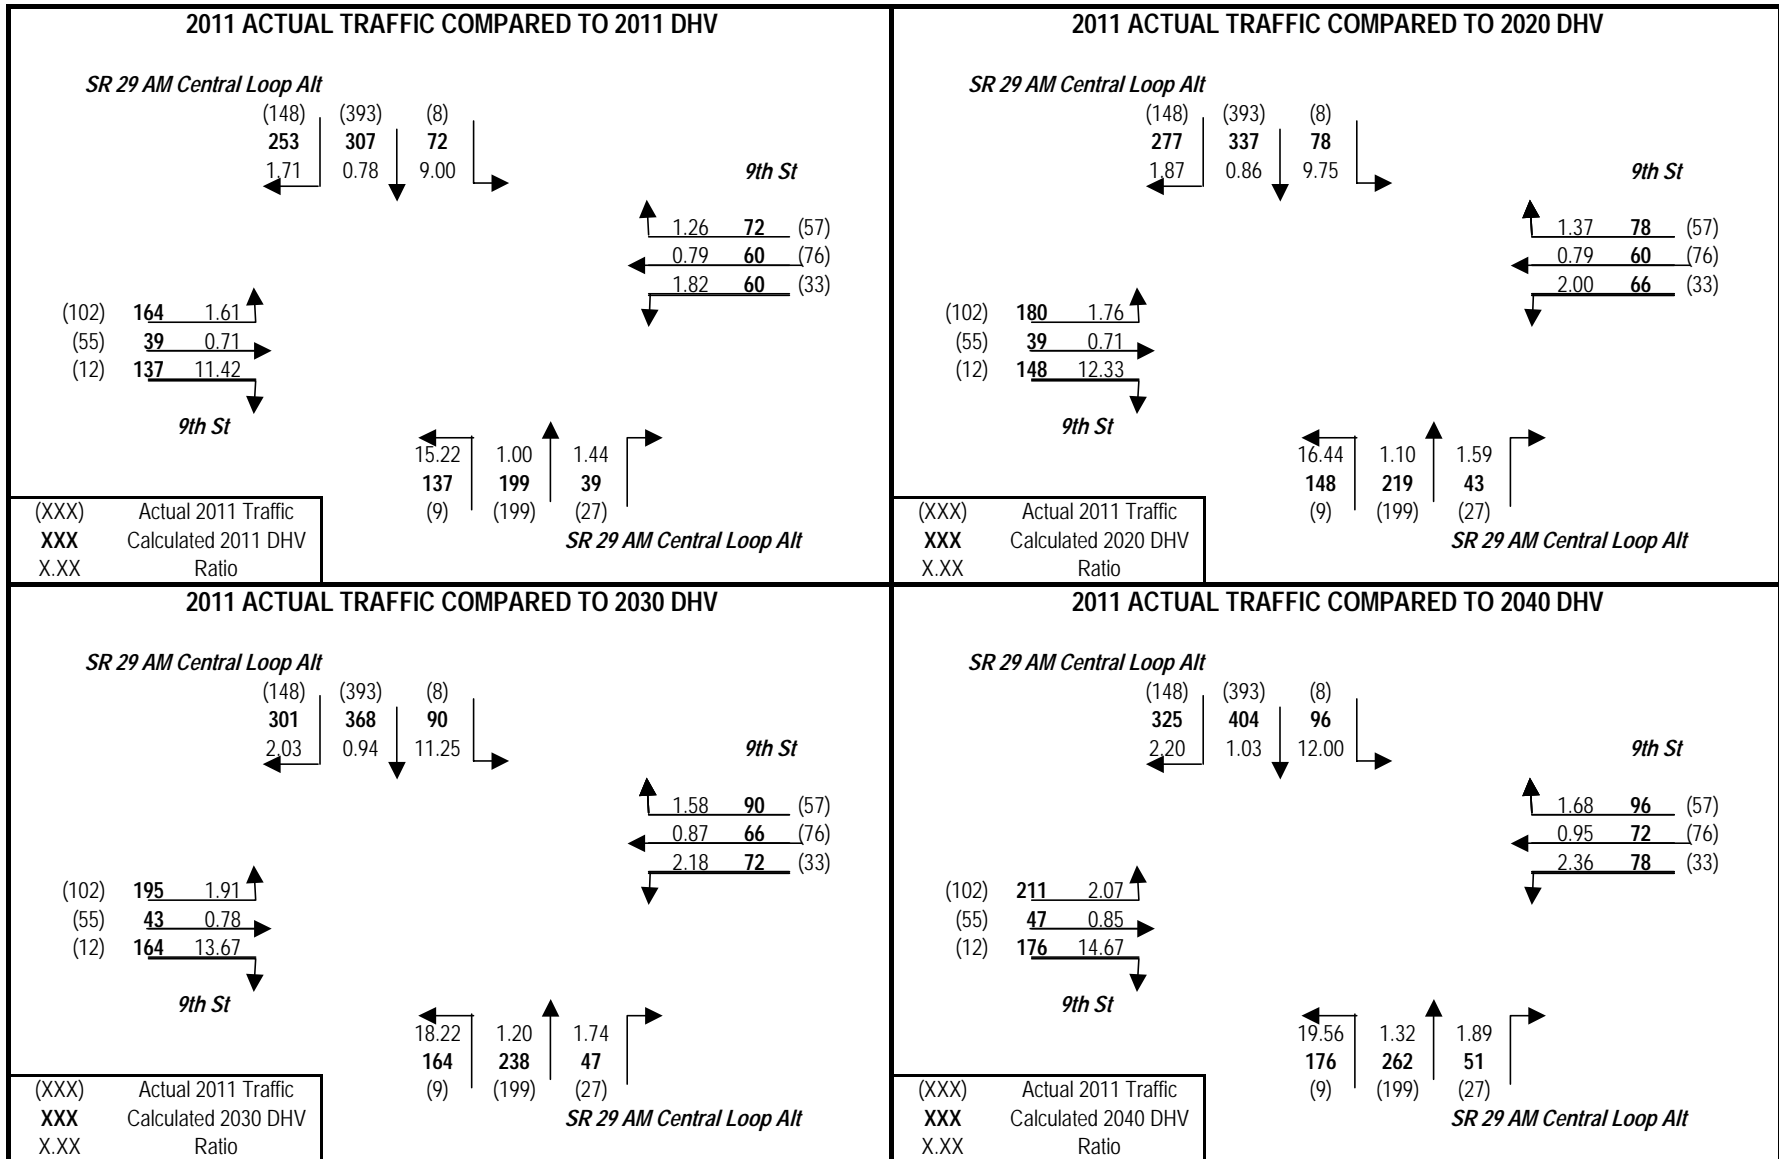 2011 ACTUAL TRAFFIC COMPARED TO 2011 DHV
SR 29 AM Central Loop Alt
(148) (393) (8)
253 307 72
1.71 0.78 9.00
9th St
1.26 72 (57)
0.79 60 (76)
1.82 60 (33)
(102) 164 1.61
(55) 39 0.71
(12) 137 11.42
9th St
15.22 1.00 1.44
137 199 39
(9) (199) (27)
SR 29 AM Central Loop Alt
(XXX) Actual 2011 Traffic
XXX Calculated 2011 DHV
X.XX Ratio
2011 ACTUAL TRAFFIC COMPARED TO 2020 DHV
SR 29 AM Central Loop Alt
(148) (393) (8)
277 337 78
1.87 0.86 9.75
9th St
1.37 78 (57)
0.79 60 (76)
2.00 66 (33)
(102) 180 1.76
(55) 39 0.71
(12) 148 12.33
9th St
16.44 1.10 1.59
148 219 43
(9) (199) (27)
SR 29 AM Central Loop Alt
(XXX) Actual 2011 Traffic
XXX Calculated 2020 DHV
X.XX Ratio
2011 ACTUAL TRAFFIC COMPARED TO 2030 DHV
SR 29 AM Central Loop Alt
(148) (393) (8)
301 368 90
2.03 0.94 11.25
9th St
1.58 90 (57)
0.87 66 (76)
2.18 72 (33)
(102) 195 1.91
(55) 43 0.78
(12) 164 13.67
9th St
18.22 1.20 1.74
164 238 47
(9) (199) (27)
SR 29 AM Central Loop Alt
(XXX) Actual 2011 Traffic
XXX Calculated 2030 DHV
X.XX Ratio
2011 ACTUAL TRAFFIC COMPARED TO 2040 DHV
SR 29 AM Central Loop Alt
(148) (393) (8)
325 404 96
2.20 1.03 12.00
9th St
1.68 96 (57)
0.95 72 (76)
2.36 78 (33)
(102) 211 2.07
(55) 47 0.85
(12) 176 14.67
9th St
19.56 1.32 1.89
176 262 51
(9) (199) (27)
SR 29 AM Central Loop Alt
(XXX) Actual 2011 Traffic
XXX Calculated 2040 DHV
X.XX Ratio